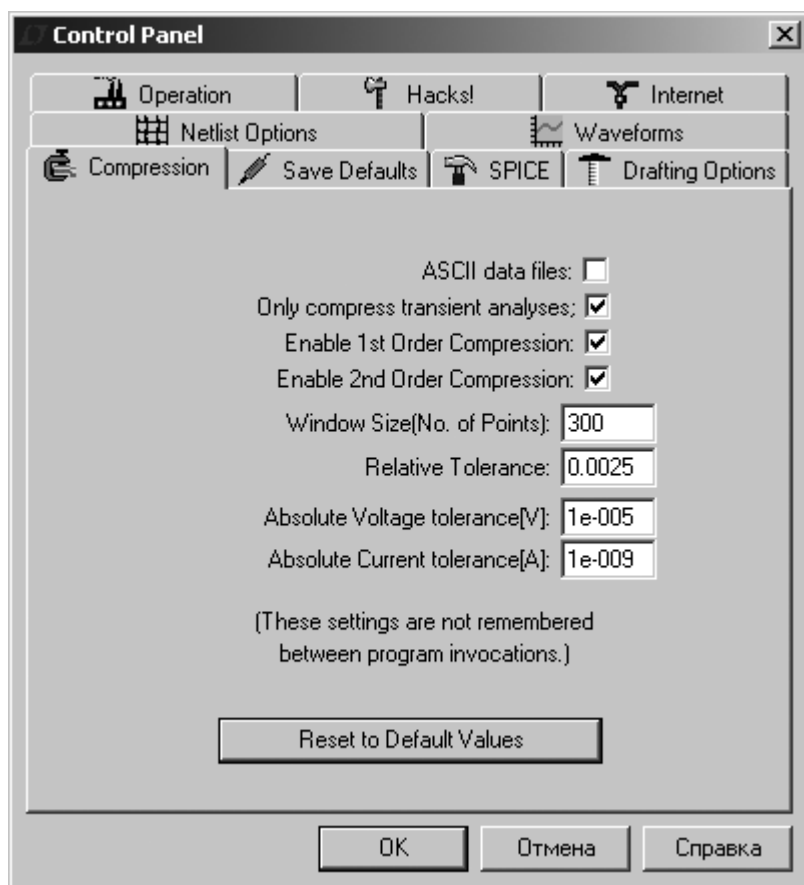 Control Panel
Operation Hacks! Internet
Netlist Options Waveforms
Compression Save Defaults SPICE Drafting Options
ASCII data files:
Only compress transient analyses;
Enable 1st Order Compression:
Enable 2nd Order Compression:
Window Size(No. of Points): 300
Relative Tolerance: 0.0025
Absolute Voltage tolerance[V]: 1e-005
Absolute Current tolerance[A]: 1e-009
(These settings are not remembered
between program invocations.)
Reset to Default Values
OK Отмена Справка